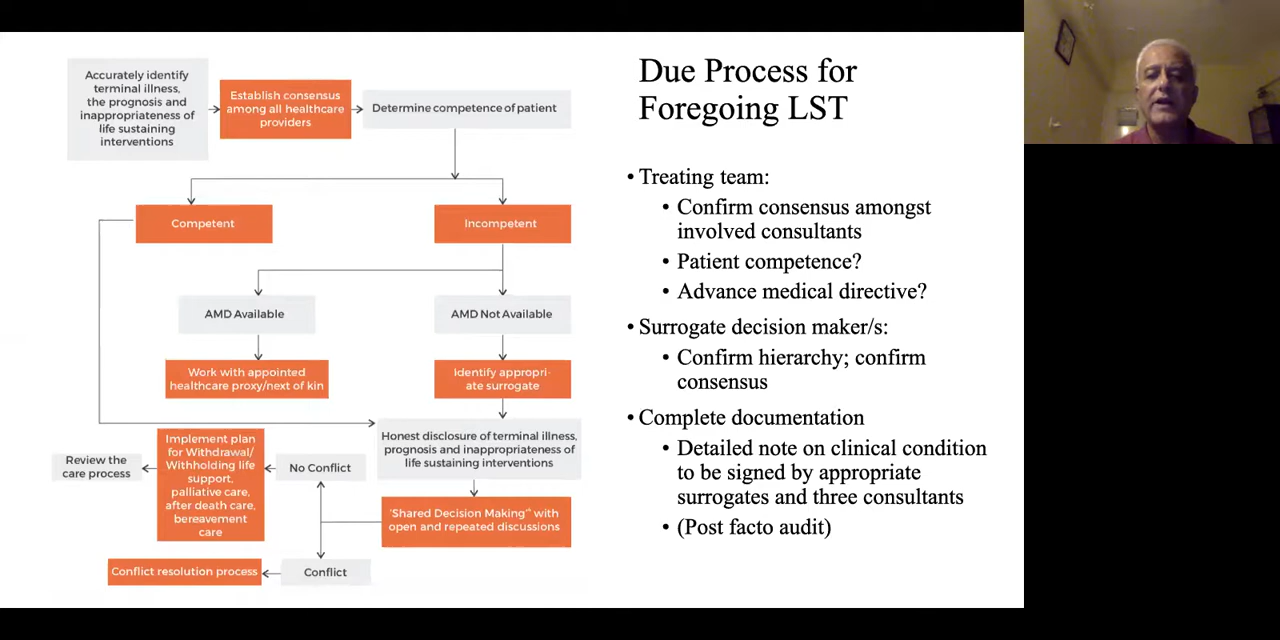 Accurately identify
terminal illness,
the prognosis and
inappropriateness of
life sustaining
interventions
Establish consensus
among all healthcare
providers
Determine competence of patient
Competent
Incompetent
AMD Available
AMD Not Available
Work with appointed
healthcare proxy/next of kin
Identify appropri-
ate surrogate
Honest disclosure of terminal illness,
prognosis and inappropriateness of
life sustaining interventions
'Shared Decision Making'* with
open and repeated discussions
No Conflict
Implement plan
for Withdrawal/
Withholding life
support,
palliative care,
after death care,
bereavement
care
Review the
care process
Conflict
Conflict resolution process
Due Process for
Foregoing LST
• Treating team:
• Confirm consensus amongst
involved consultants
• Patient competence?
• Advance medical directive?
• Surrogate decision maker/s:
• Confirm hierarchy; confirm
consensus
• Complete documentation
• Detailed note on clinical condition
to be signed by appropriate
surrogates and three consultants
• (Post facto audit)